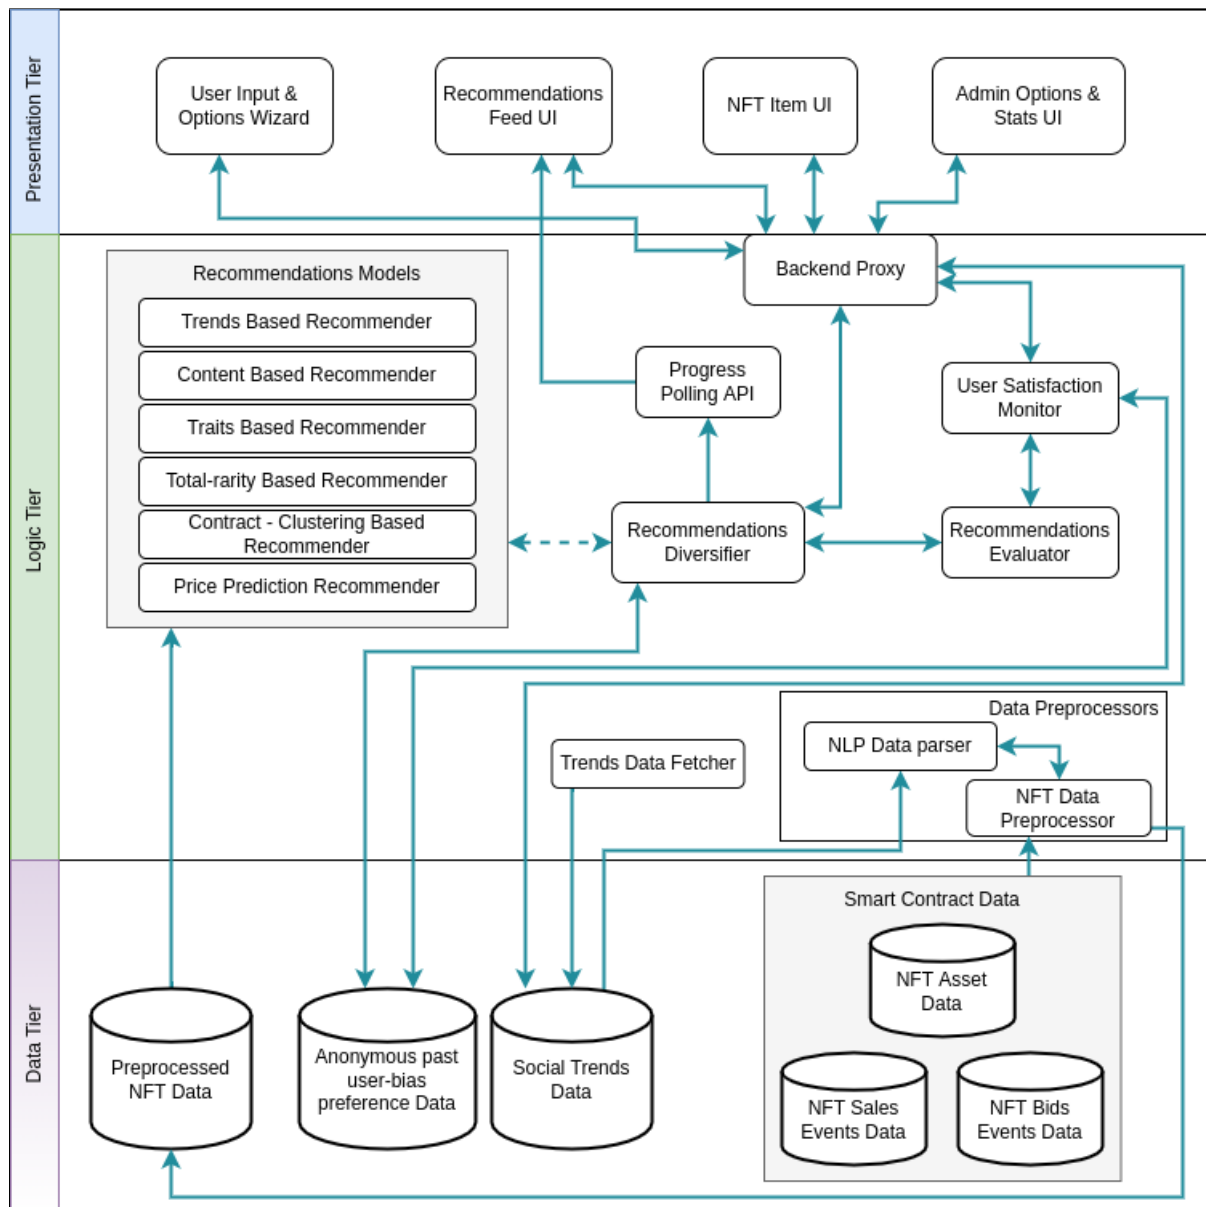 Presentation Tier
User Input &
Options Wizard
Recommendations
Feed UI
NFT Item UI
Admin Options &
Stats UI
Logic Tier
Backend Proxy
Recommendations Models
Trends Based Recommender
Content Based Recommender
Traits Based Recommender
Total-rarity Based Recommender
Contract - Clustering Based
Recommender
Price Prediction Recommender
Progress
Polling API
User Satisfaction
Monitor
Recommendations
Diversifier
Recommendations
Evaluator
Data Preprocessors
NLP Data parser
Trends Data Fetcher
NFT Data
Preprocessor
Data Tier
Smart Contract Data
NFT Asset
Data
NFT Sales
Events Data
NFT Bids
Events Data
Preprocessed
NFT Data
Anonymous past
user-bias
preference Data
Social Trends
Data